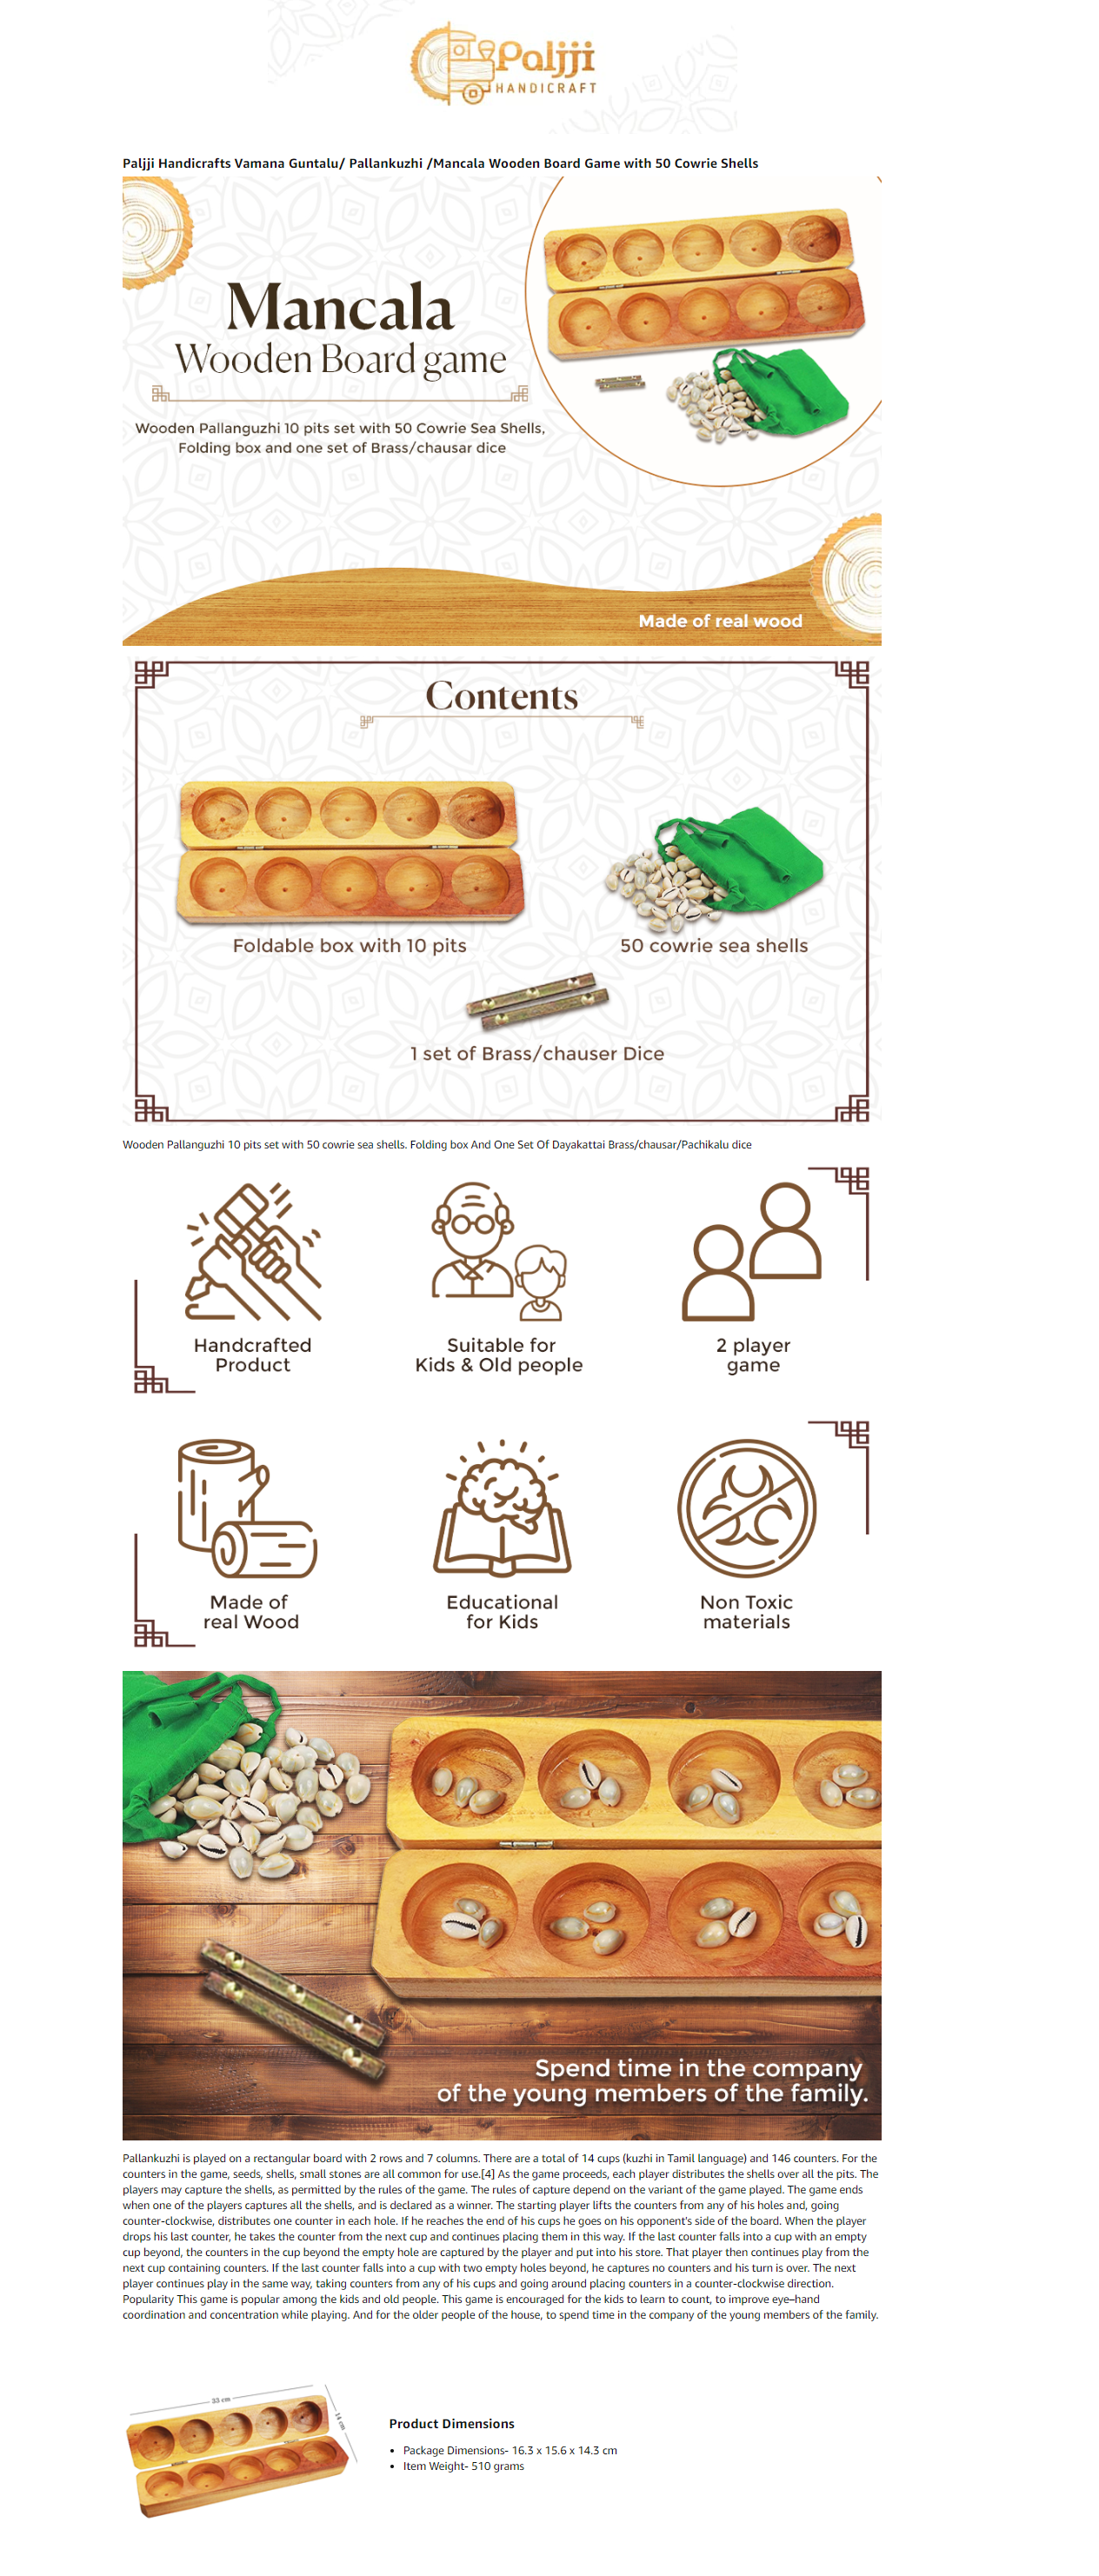 Paljji
HANDICRAFT
Paljji Handicrafts Vamana Guntalu/ Pallankuzhi /Mancala Wooden Board Game with 50 Cowrie Shells
Mancala
Wooden Board game
Wooden Pallanguzhi 10 pits set with 50 Cowrie Sea Shells,
Folding box and one set of Brass/chausar dice
Made of real wood
Contents
Foldable box with 10 pits
50 cowrie sea shells
1 set of Brass/chauser Dice
Wooden Pallanguzhi 10 pits set with 50 cowrie sea shells. Folding box And One Set Of Dayakattai Brass/chausar/Pachikalu dice
Handcrafted
Product
Suitable for
Kids & Old people
2 player
game
Made of
real Wood
Educational
for Kids
Non Toxic
materials
Spend time in the company
of the young members of the family.
Pallankuzhi is played on a rectangular board with 2 rows and 7 columns. There are a total of 14 cups (kuzhi in Tamil language) and 146 counters. For the
counters in the game, seeds, shells, small stones are all common for use.[4] As the game proceeds, each player distributes the shells over all the pits. The
players may capture the shells, as permitted by the rules of the game. The rules of capture depend on the variant of the game played. The game ends
when one of the players captures all the shells, and is declared as a winner. The starting player lifts the counters from any of his holes and, going
counter-clockwise, distributes one counter in each hole. If he reaches the end of his cups he goes on his opponent's side of the board. When the player
drops his last counter, he takes the counter from the next cup and continues placing them in this way. If the last counter falls into a cup with an empty
cup beyond, the counters in the cup beyond the empty hole are captured by the player and put into his store. That player then continues play from the
next cup containing counters. If the last counter falls into a cup with two empty holes beyond, he captures no counters and his turn is over. The next
player continues play in the same way, taking counters from any of his cups and going around placing counters in a counter-clockwise direction.
Popularity This game is popular among the kids and old people. This game is encouraged for the kids to learn to count, to improve eye–hand
coordination and concentration while playing. And for the older people of the house, to spend time in the company of the young members of the family.
33 cm
14 cm
Product Dimensions
• Package Dimensions- 16.3 x 15.6 x 14.3 cm
• Item Weight- 510 grams